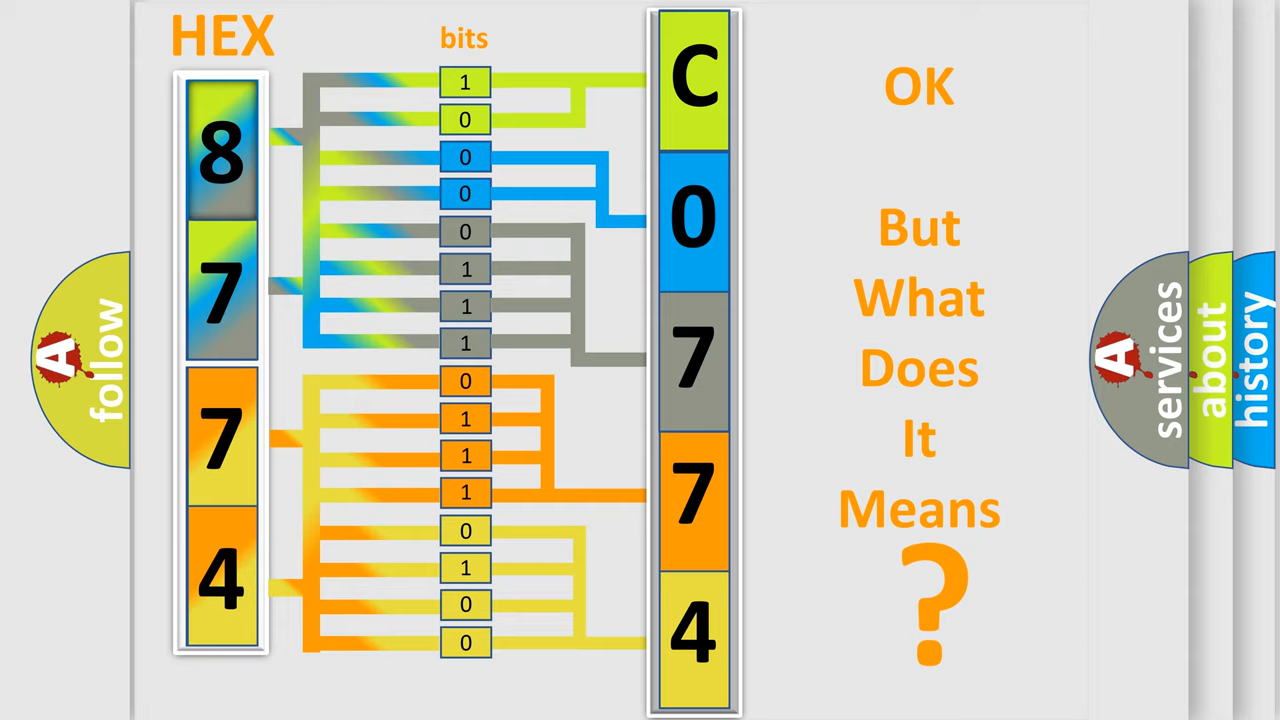 HEX
bits
8
7
7
4
1
0
0
0
0
1
1
1
0
1
1
1
0
1
0
0
C
0
7
7
4
OK
But
What
Does
It
Means
?
A
follow
A
services
about
history